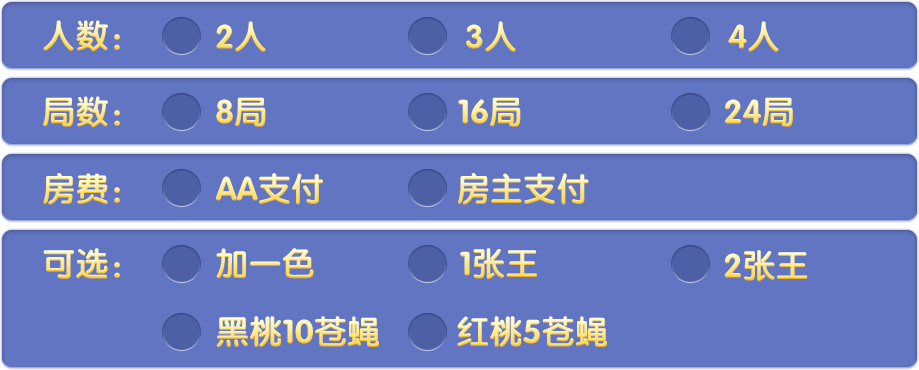 人数： 2人 3人 4人
局数： 8局 16局 24局
房费： AA支付 房主支付
可选： 加一色 1张王 2张王
黑桃10苍蝇 红桃5苍蝇